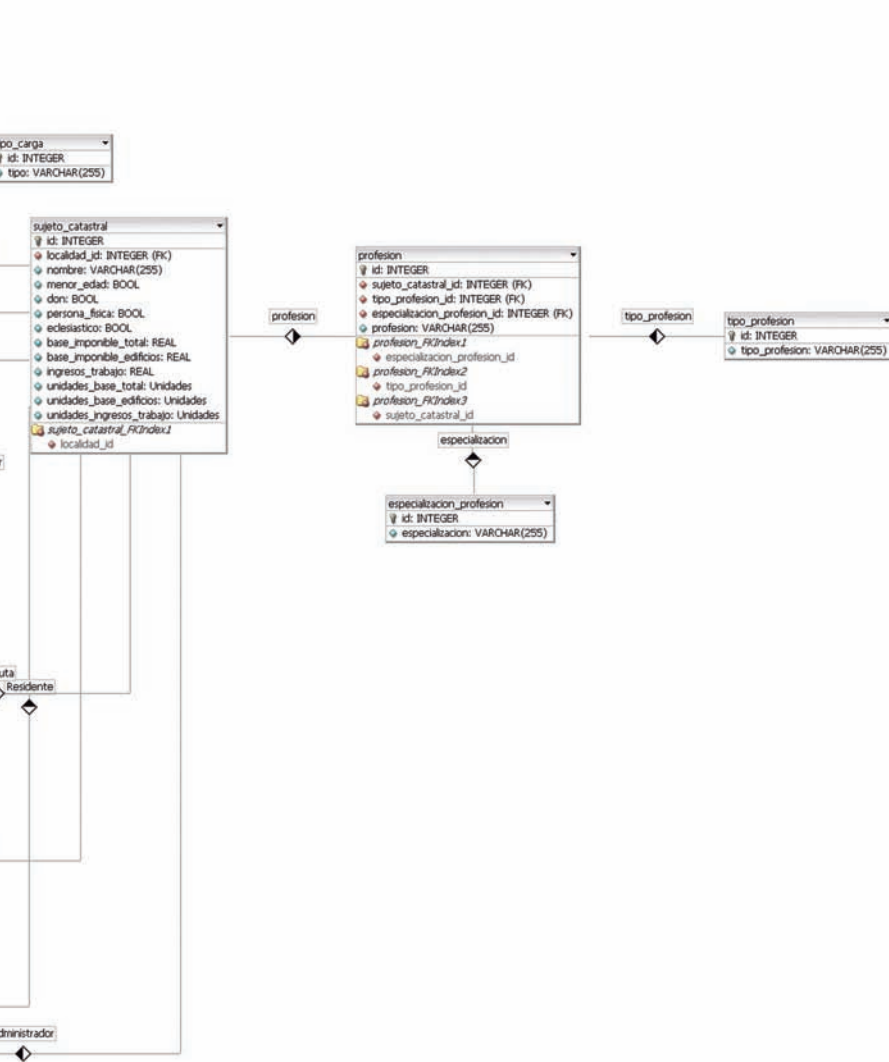 po_carga
id: INTEGER
tipo: VARCHAR(255)
sujeto_catastral
id: INTEGER
localidad_id: INTEGER (FK)
nombre: VARCHAR(255)
menor_edad: BOOL
don: BOOL
persona_fisica: BOOL
eclesiastico: BOOL
base_imponible_total: REAL
base_imponible_edificios: REAL
ingresos_trabajo: REAL
unidades_base_total: Unidades
unidades_base_edificios: Unidades
unidades_ingresos_trabajo: Unidades
sujeto_catastral_FKIndex1
localidad_id
profesion
profesion
id: INTEGER
sujeto_catastral_id: INTEGER (FK)
tipo_profesion_id: INTEGER (FK)
especializacion_profesion_id: INTEGER (FK)
profesion: VARCHAR(255)
profesion_FKIndex1
especializacion_profesion_id
profesion_FKIndex2
tipo_profesion_id
profesion_FKIndex3
sujeto_catastral_id
tipo_profesion
tipo_profesion
id: INTEGER
tipo_profesion: VARCHAR(255)
especializacion
especializacion_profesion
id: INTEGER
especializacion: VARCHAR(255)
uta
Residente
dministrador